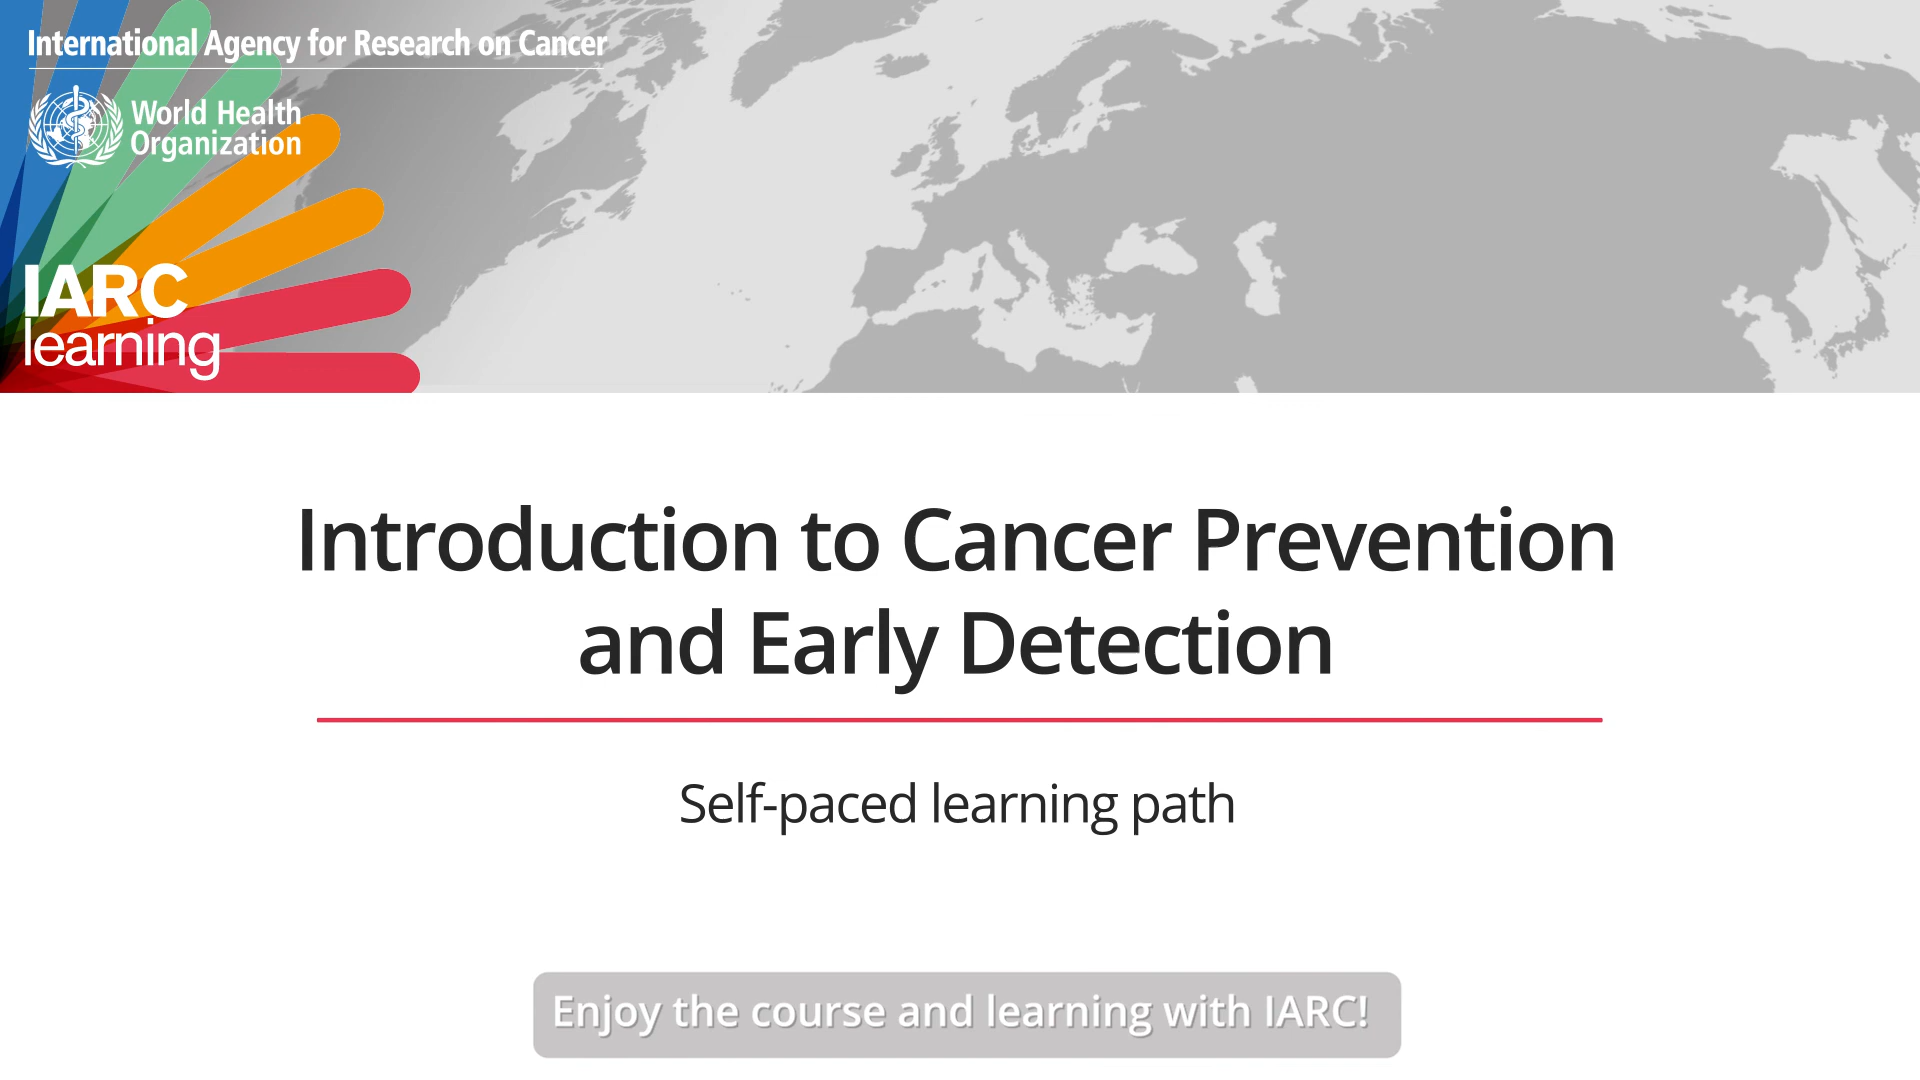 International Agency for Research on Cancer
World Health
Organization
IARC
learning
Introduction to Cancer Prevention
and Early Detection
Self-paced learning path
Enjoy the course and learning with IARC!